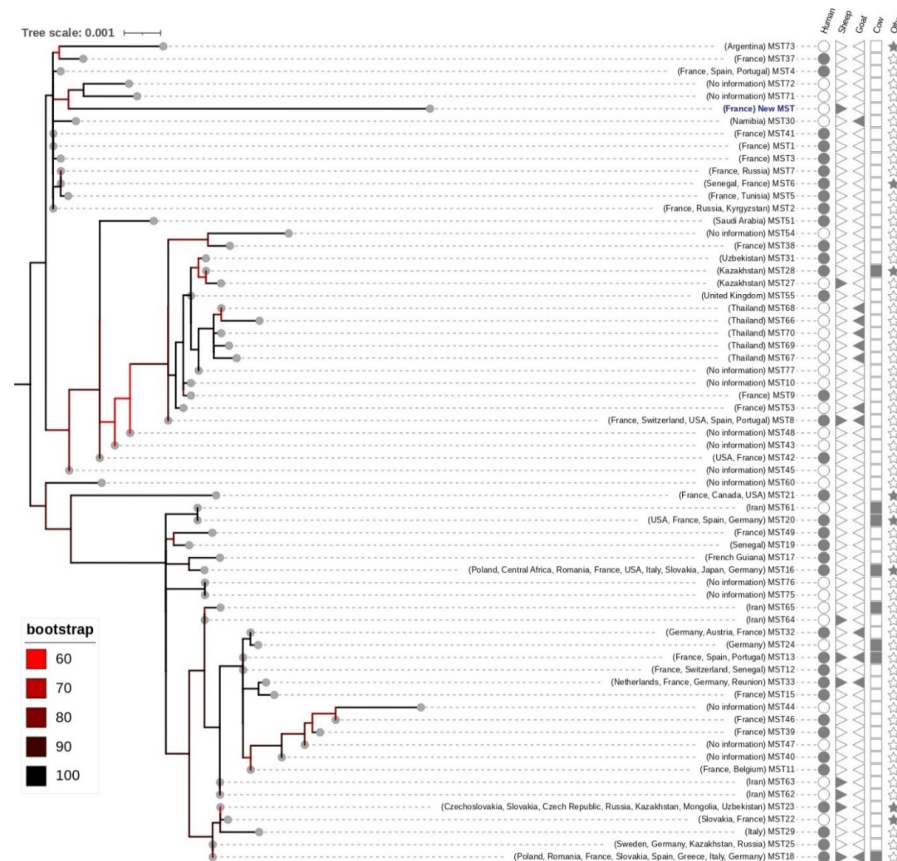 Tree scale: 0.001
Human
Sheep
Goat
Cow
(Argentina) MST73
(France) MST37
(France, Spain, Portugal) MST4
(No information) MST72
(No information) MST71
(France) New MST
(Namibia) MST30
(France) MST41
(France) MST1
(France) MST3
(France, Russia) MST7
(Senegal, France) MST6
(France, Tunisia) MST5
(France, Russia, Kyrgyzstan) MST2
(Saudi Arabia) MST51
(No information) MST54
(France) MST38
(Uzbekistan) MST31
(Kazakhstan) MST28
(Kazakhstan) MST27
(United Kingdom) MST55
(Thailand) MST68
(Thailand) MST66
(Thailand) MST70
(Thailand) MST69
(Thailand) MST67
(No information) MST77
(No information) MST10
(France) MST9
(France) MST53
(France, Switzerland, USA, Spain, Portugal) MST8
(No information) MST48
(No information) MST43
(USA, France) MST42
(No information) MST45
(No information) MST60
(France, Canada, USA) MST21
(Iran) MST61
(USA, France, Spain, Germany) MST20
(France) MST49
(Senegal) MST19
(French Guiana) MST17
(Poland, Central Africa, Romania, France, USA, Italy, Slovakia, Japan, Germany) MST16
(No information) MST76
(No information) MST75
(Iran) MST65
(Iran) MST64
(Germany, Austria, France) MST32
(Germany) MST24
(France, Spain, Portugal) MST13
(France, Switzerland, Senegal) MST12
(Netherlands, France, Germany, Reunion) MST33
(France) MST15
(No information) MST44
(France) MST46
(France) MST39
(No information) MST47
(No information) MST40
(France, Belgium) MST11
(Iran) MST63
(Iran) MST62
(Czechoslovakia, Slovakia, Czech Republic, Russia, Kazakhstan, Mongolia, Uzbekistan) MST23
(Slovakia, France) MST22
(Italy) MST29
(Sweden, Germany, Kazakhstan, Russia) MST25
(Poland, Romania, France, Slovakia, Spain, Greece, Italy, Germany) MST18
bootstrap
60
70
80
90
100